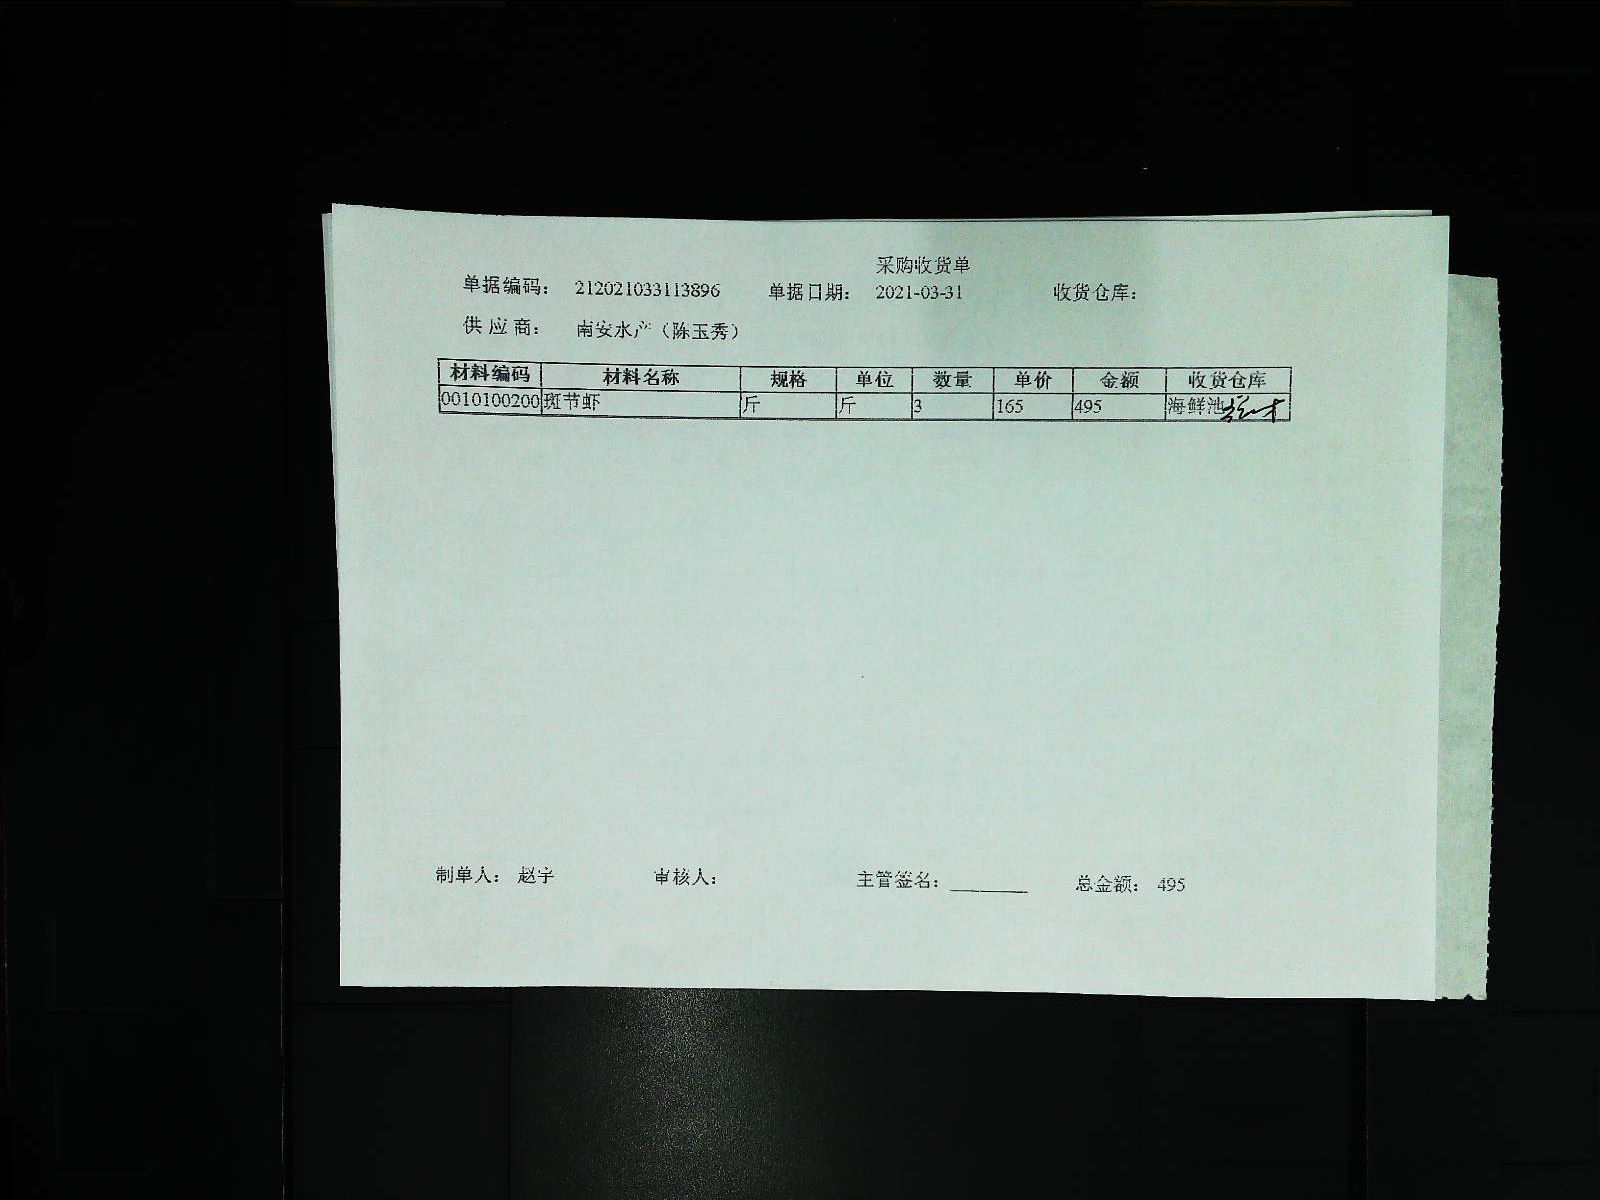 采购收货单
单据编码： 212021033113896 单据日期： 2021-03-31 收货仓库：
供应商： 南安水产（陈玉秀）
材料编码 材料名称 规格 单位 数量 单价 金额 收货仓库
0010100200 斑节虾 斤 斤 3 165 495 海鲜池
制单人： 赵宇 审核人： 主管签名： ________ 总金额： 495